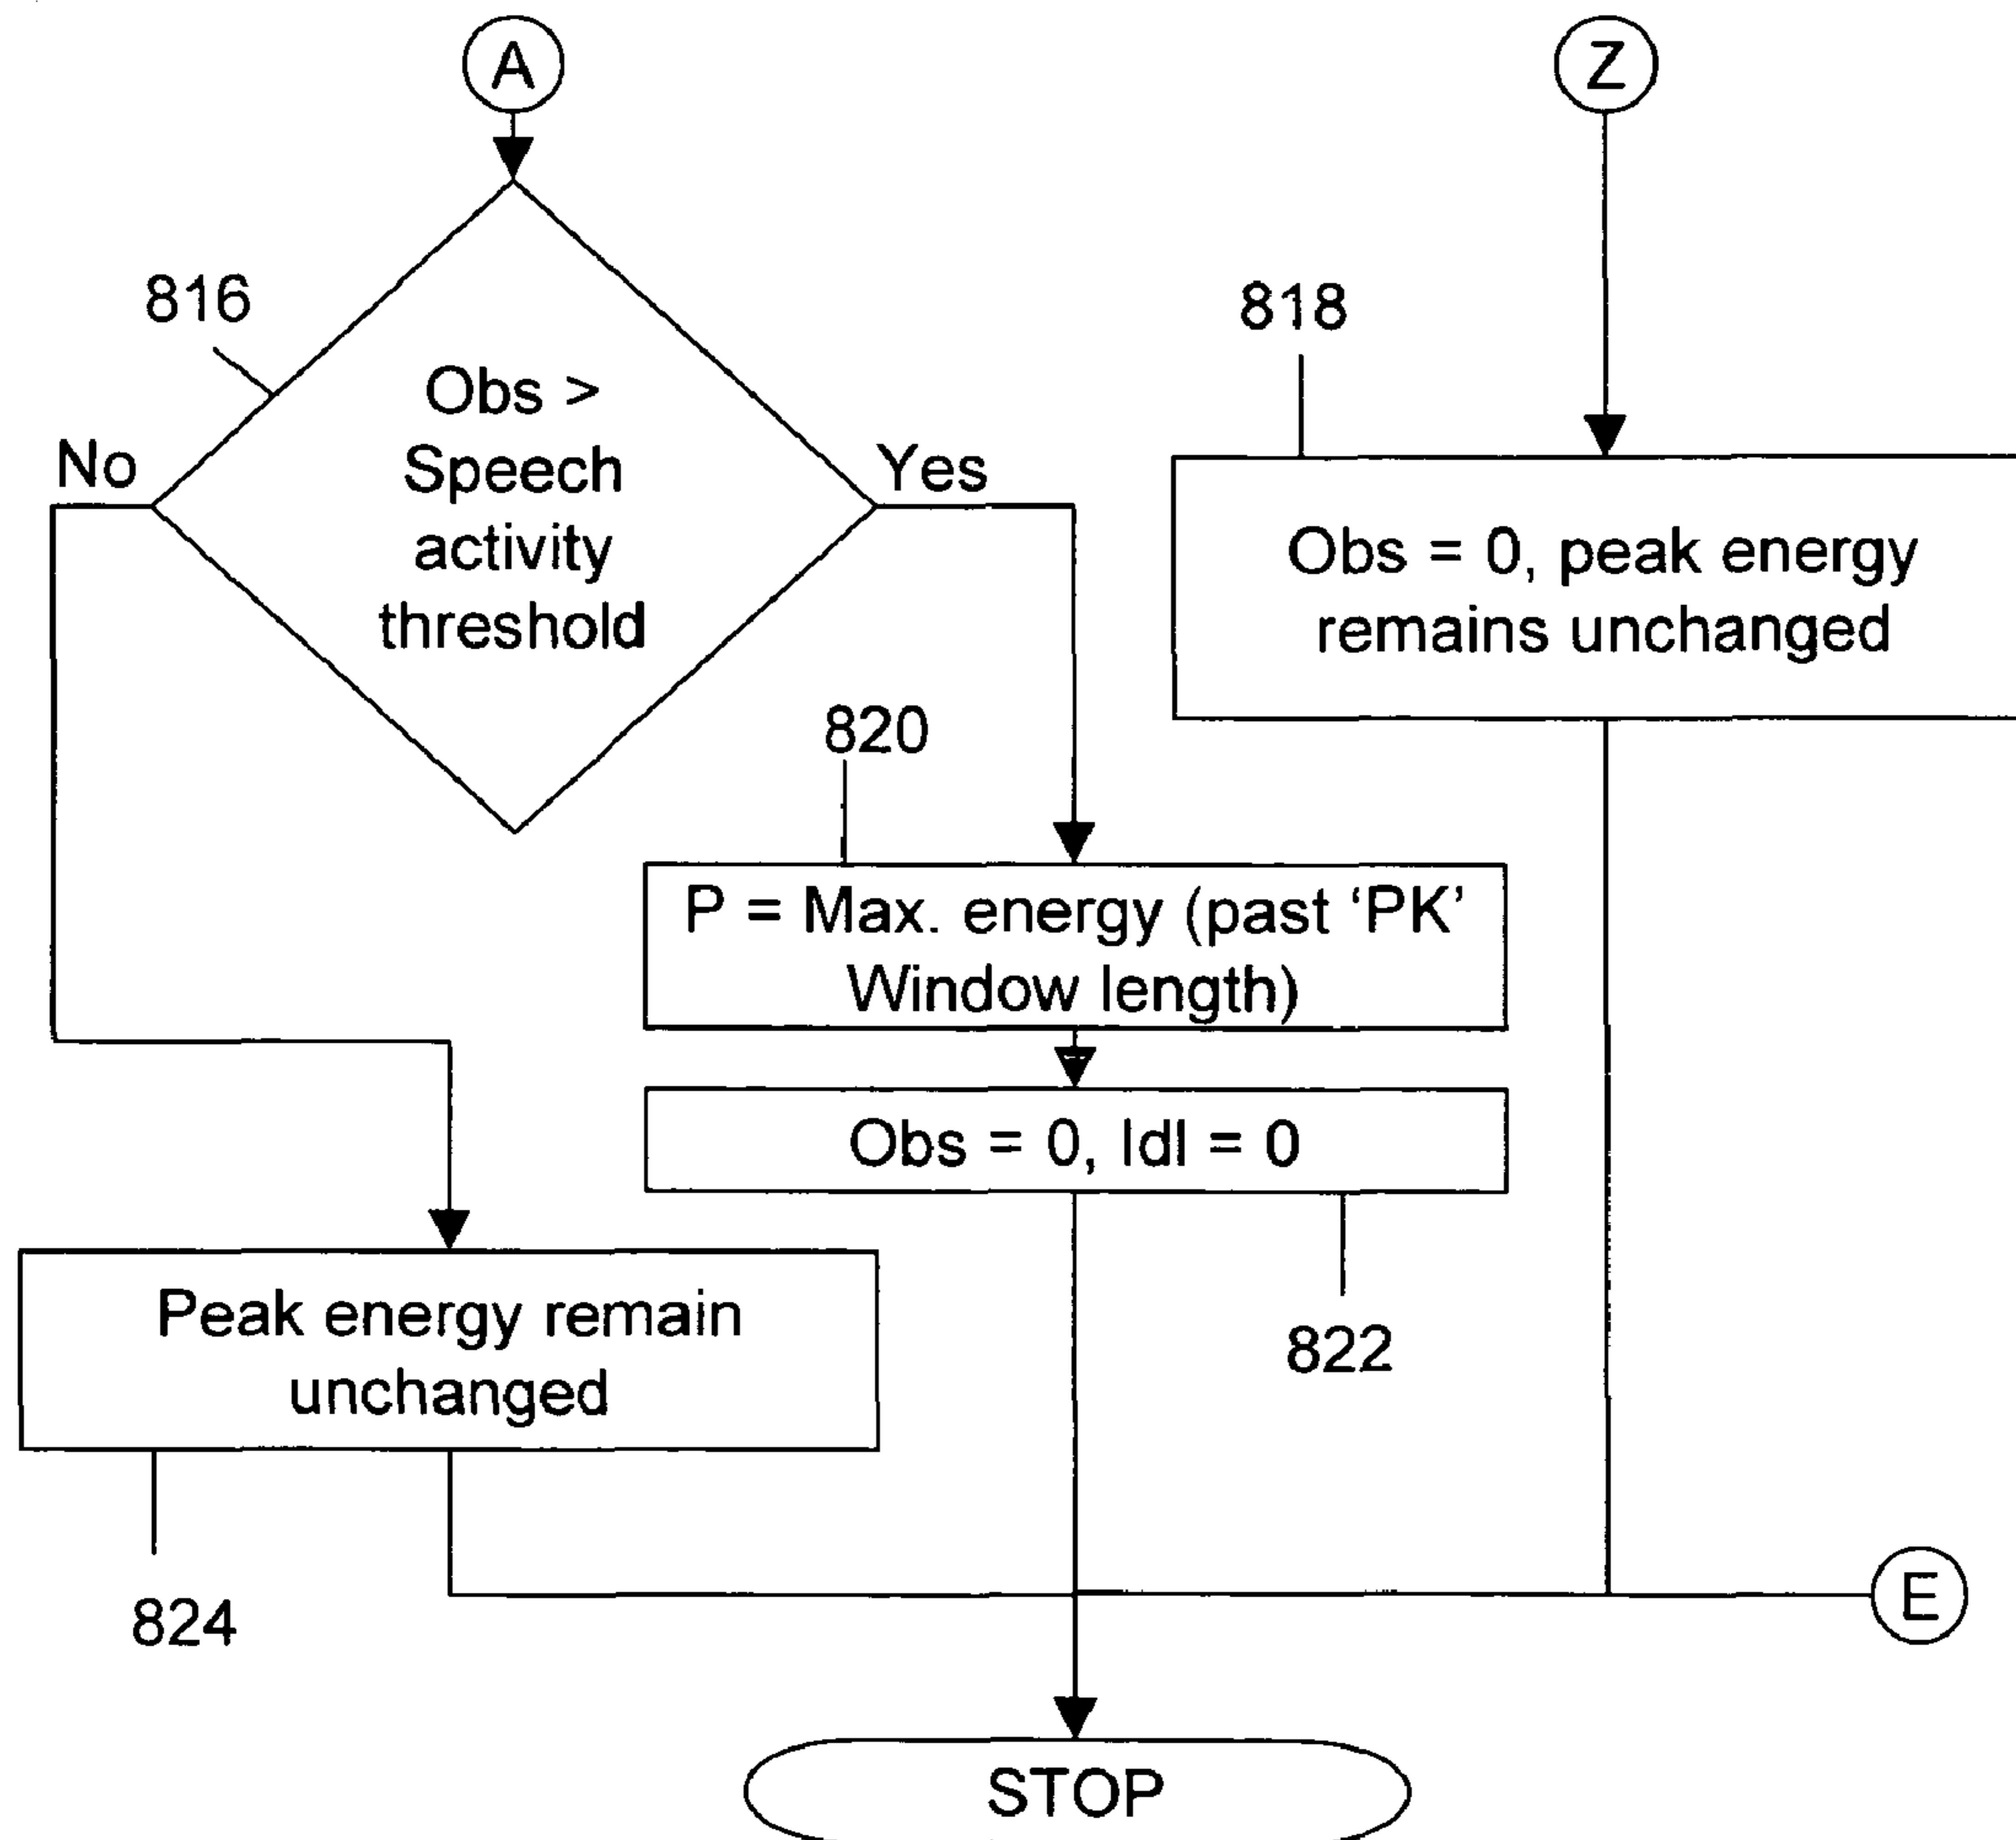 A
Z
816
818
Obs >
Speech
activity
threshold
No
Yes
Obs = 0, peak energy
remains unchanged
820
P = Max. energy (past ‘PK’
Window length)
Obs = 0, Idl = 0
822
Peak energy remain
unchanged
824
E
STOP